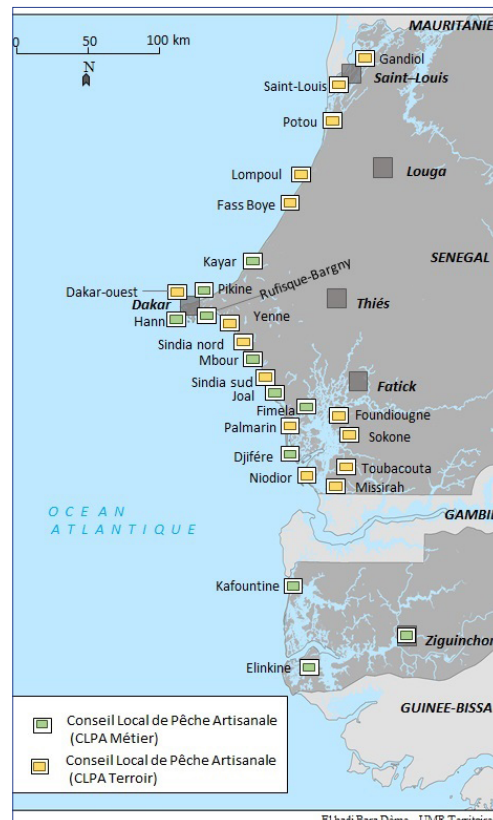 MAURITANIE
0 50 100 km
N
Gandiol
Saint-Louis
Saint–Louis
Potou
Lompoul
Louga
Fass Boye
Kayar
SENEGAL
Rufisque-Bargny
Dakar-ouest
Pikine
Dakar
Thiés
Hann
Yenne
Sindia nord
Mbour
Sindia sud
Fatick
Joal
Fimela
Foundiougne
Palmarin
Sokone
Djifére
Toubacouta
Niodior
Missirah
OCEAN
ATLANTIQUE
GAMBIE
Kafountine
Ziguinchor
Elinkine
GUINEE-BISSA
Conseil Local de Pêche Artisanale
(CLPA Métier)
Conseil Local de Pêche Artisanale
(CLPA Terroir)